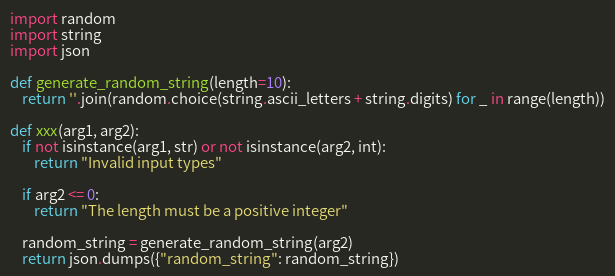 import random
import string
import json

def generate_random_string(length=10):
    return ''.join(random.choice(string.ascii_letters + string.digits) for _ in range(length))

def xxx(arg1, arg2):
    if not isinstance(arg1, str) or not isinstance(arg2, int):
        return "Invalid input types"

    if arg2 <= 0:
        return "The length must be a positive integer"

    random_string = generate_random_string(arg2)
    return json.dumps({"random_string": random_string})